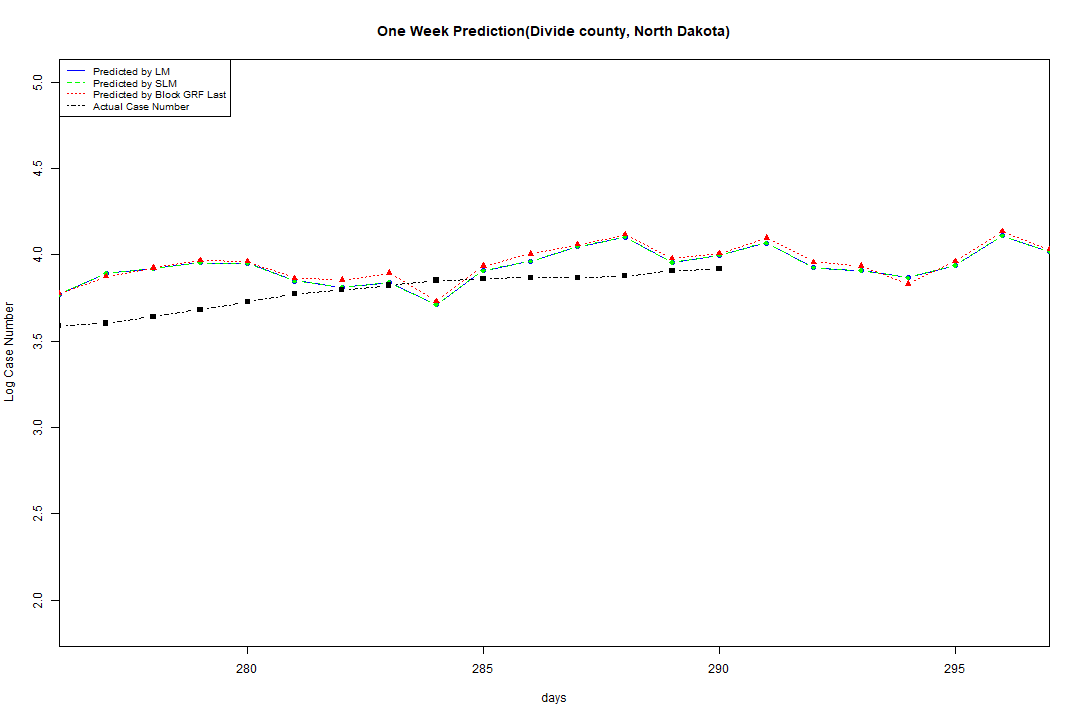 One Week Prediction(Divide county, North Dakota)
Predicted by LM
Predicted by SLM
Predicted by Block GRF Last
Actual Case Number
5.0
4.5
4.0
3.5
3.0
2.5
2.0
Log Case Number
280 285 290 295
days